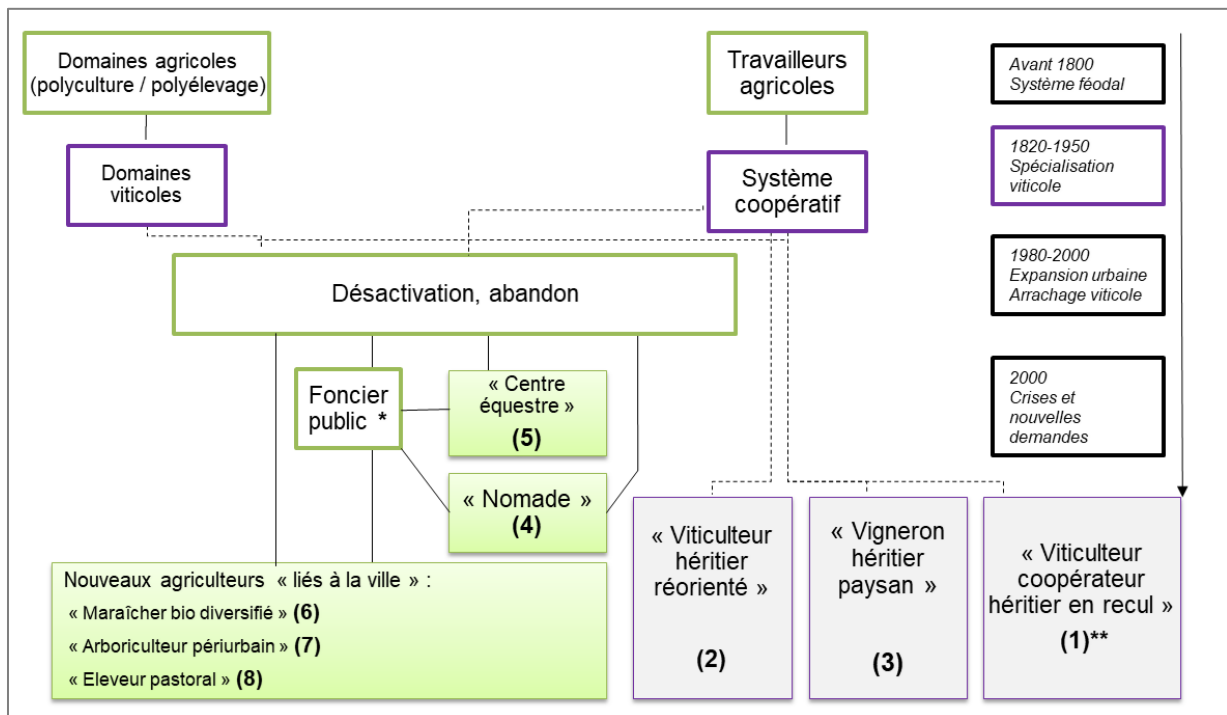 Domaines agricoles
(polyculture / polyélevage)
Travailleurs
agricoles
Avant 1800
Système féodal
Domaines
viticoles
Système
coopératif
1820-1950
Spécialisation
viticole
Désactivation, abandon
1980-2000
Expansion urbaine
Arrachage viticole
Foncier
public *
« Centre
équestre »
(5)
2000
Crises et
nouvelles
demandes
« Nomade »
(4)
Nouveaux agriculteurs « liés à la ville » :
« Maraîcher bio diversifié » (6)
« Arboriculteur périurbain » (7)
« Eleveur pastoral » (8)
« Viticulteur
héritier
réorienté »
(2)
« Vigneron
héritier
paysan »
(3)
« Viticulteur
coopérateur
héritier en recul »
(1)**